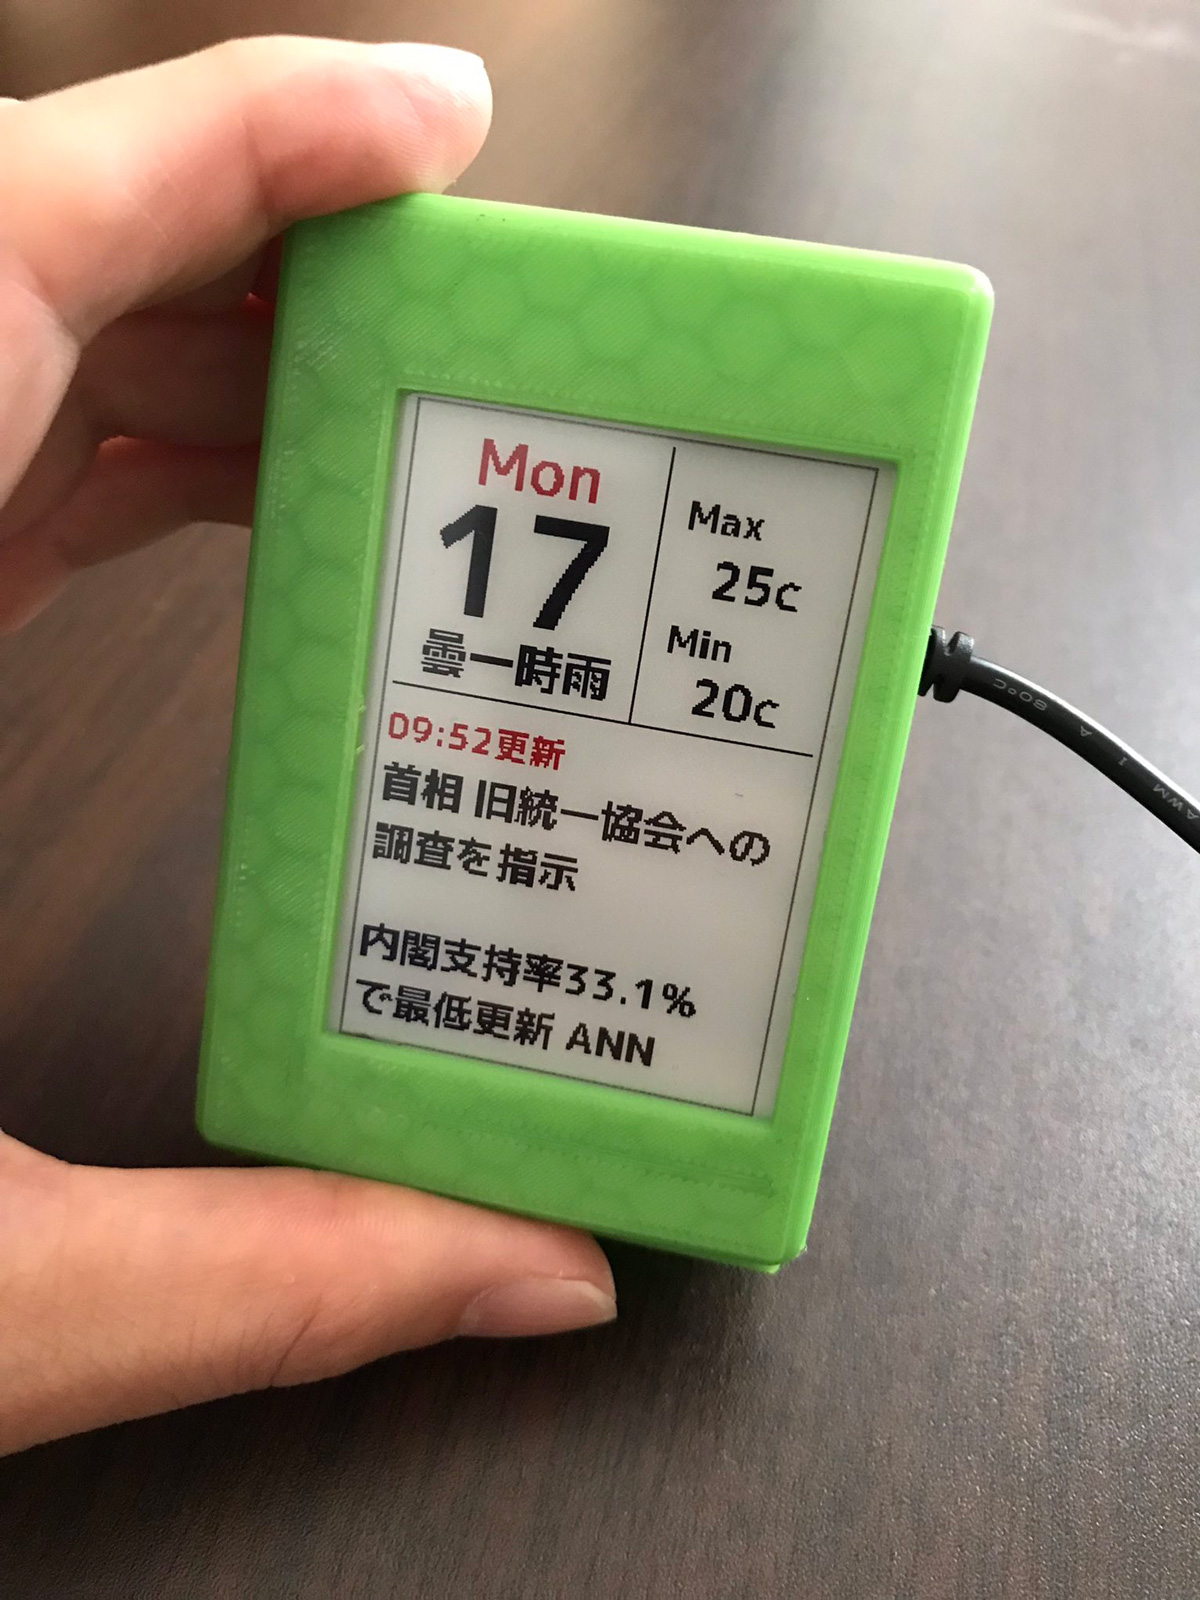 Mon
17
曇一時雨
Max
25c
Min
20c
09:52更新
首相 旧統一協会への
調査を指示
内閣支持率33.1%
で最低更新 ANN
AWM I A 80°C